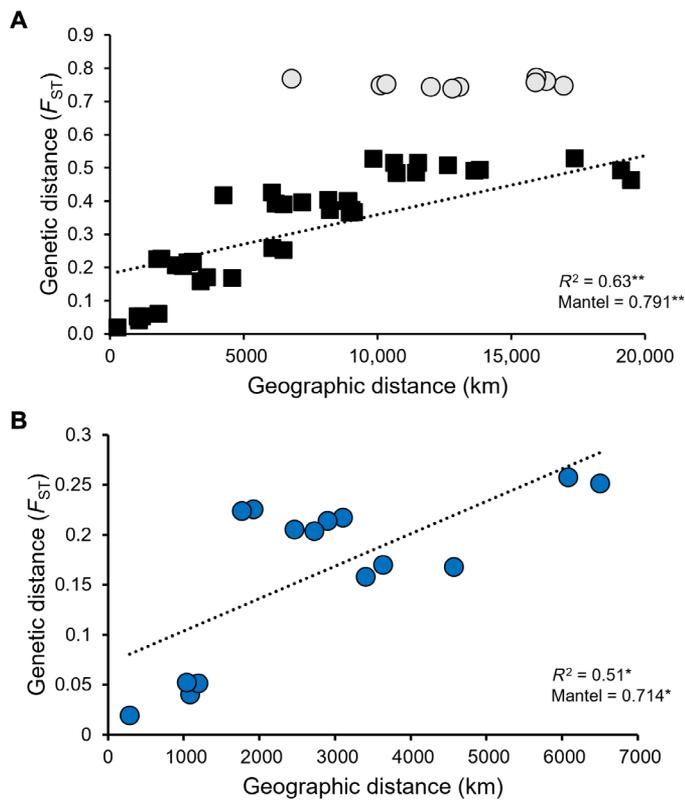 A
0.9
0.8
0.7
0.6
0.5
0.4
0.3
0.2
0.1
0.0
Genetic distance (FST)
R2 = 0.63**
Mantel = 0.791**
0 5000 10,000 15,000 20,000
Geographic distance (km)
B
0.3
0.25
0.2
0.15
0.1
0.05
0
Genetic distance (FST)
R2 = 0.51*
Mantel = 0.714*
0 1000 2000 3000 4000 5000 6000 7000
Geographic distance (km)